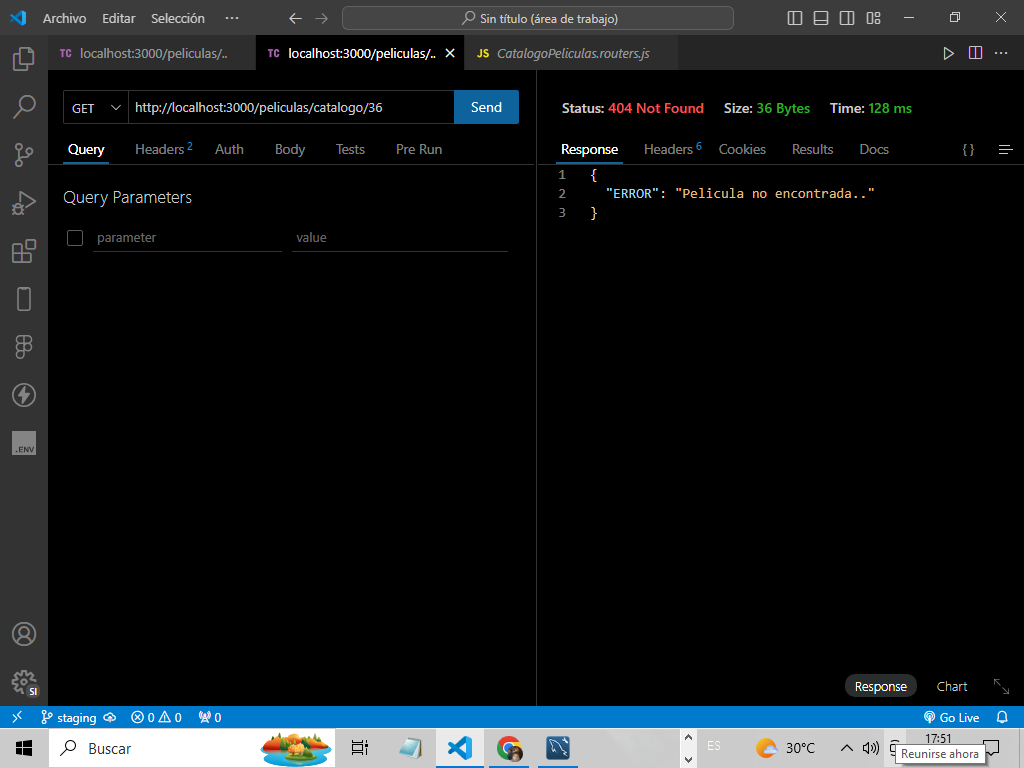 Archivo Editar Selección ··· Sin título (área de trabajo)
TC localhost:3000/peliculas/.. TC localhost:3000/peliculas/.. JS CatalogoPeliculas.routers.js
GET http://localhost:3000/peliculas/catalogo/36 Send
Status: 404 Not Found Size: 36 Bytes Time: 128 ms
Query Headers 2 Auth Body Tests Pre Run
Response Headers 6 Cookies Results Docs { }
Query Parameters
parameter value
1 {
2 "ERROR": "Pelicula no encontrada.."
3 }
.ENV
SI
Response Chart
staging 0 0 0 Go Live
Buscar ES 30°C 17:51
Reunirse ahora